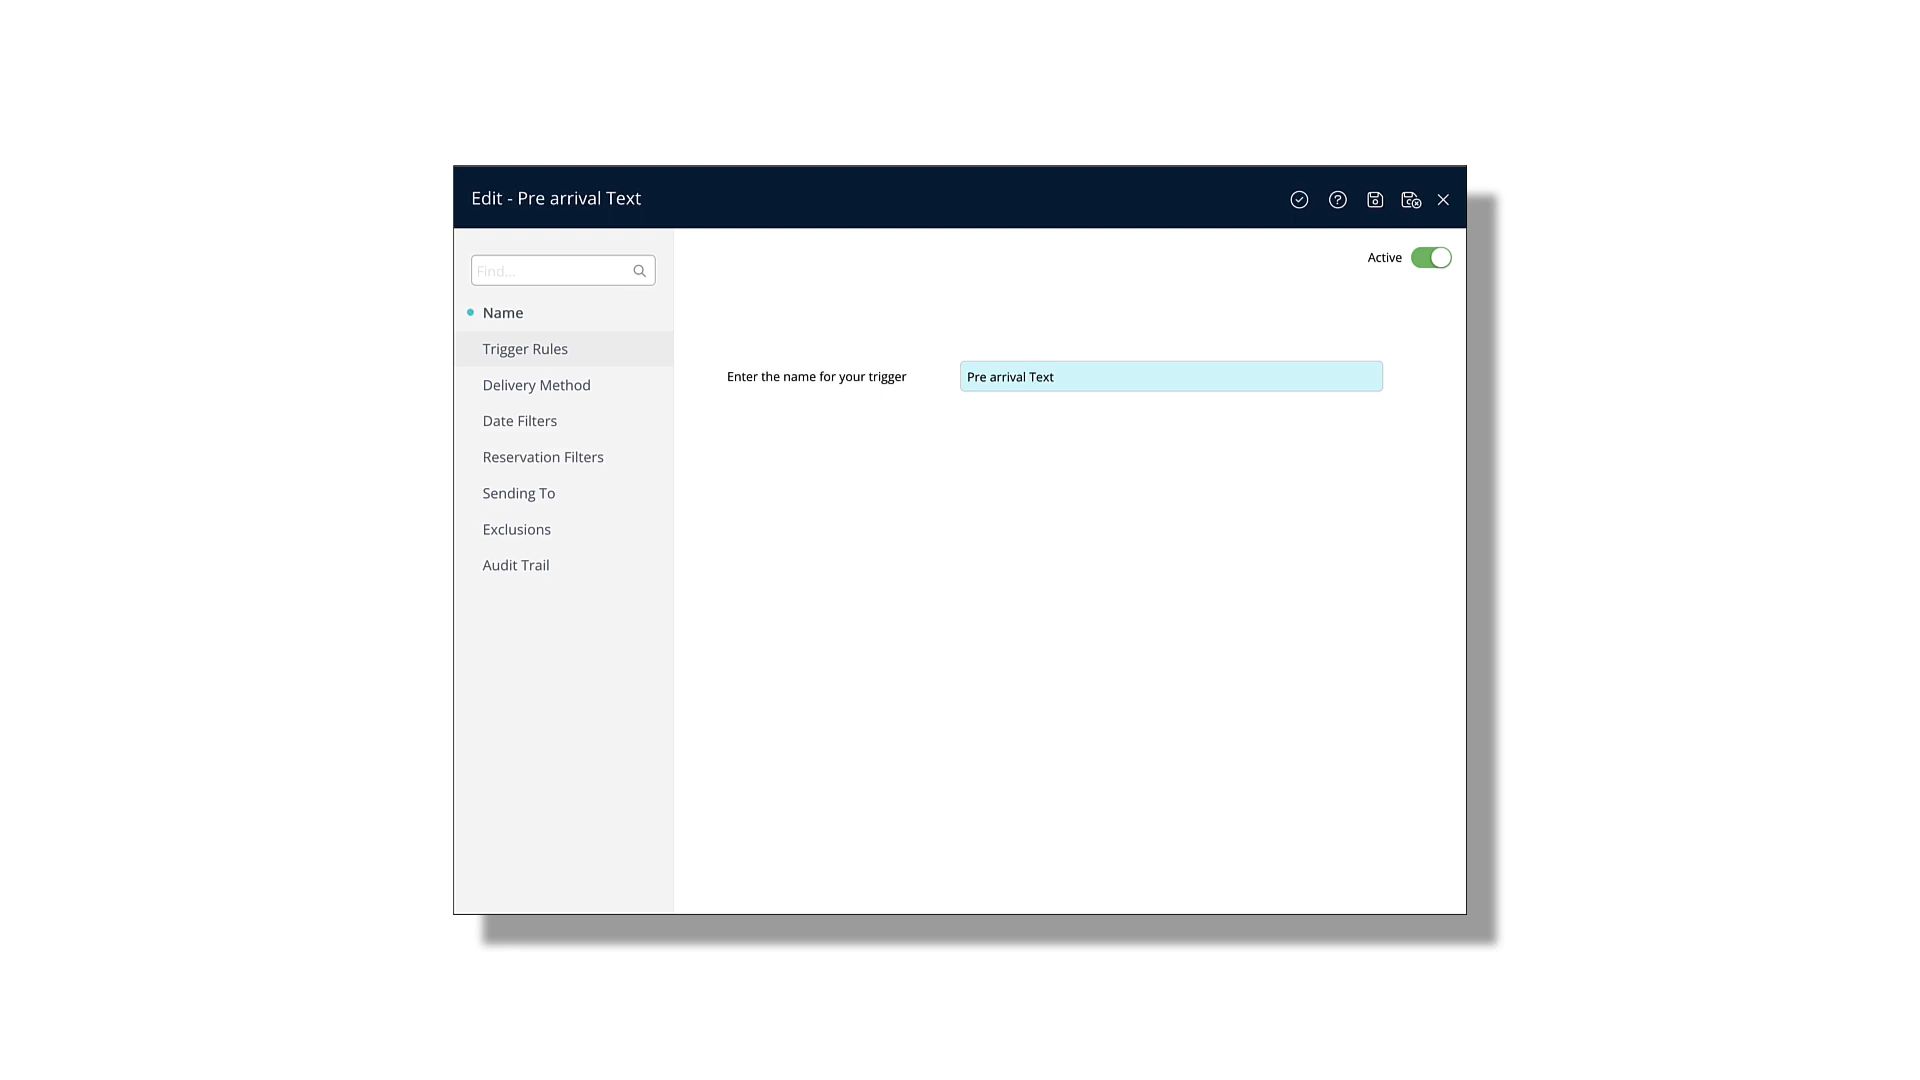 Edit - Pre arrival Text
Active
Find...
Name
Trigger Rules
Delivery Method
Date Filters
Reservation Filters
Sending To
Exclusions
Audit Trail
Enter the name for your trigger
Pre arrival Text